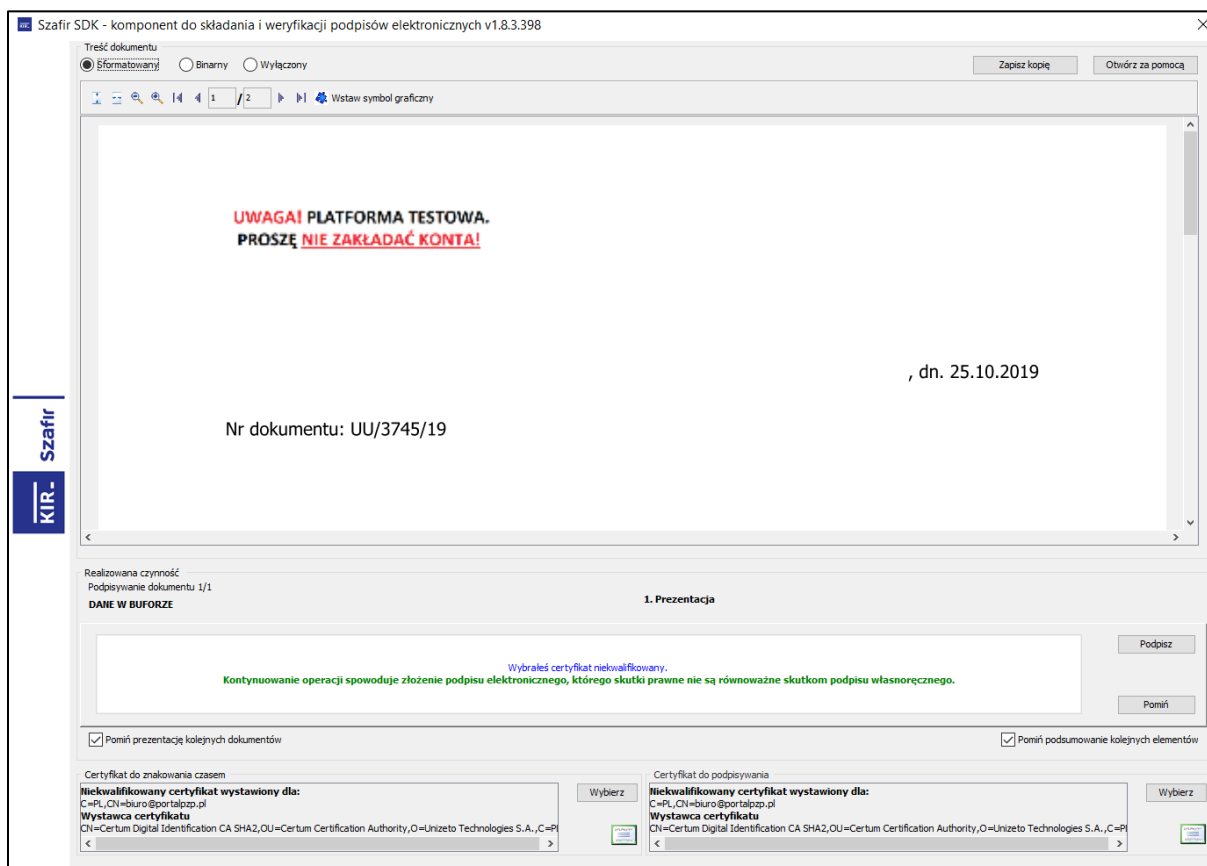 KIR Szafir SDK - komponent do składania i weryfikacji podpisów elektronicznych v1.8.3.398
Treść dokumentu
Sformatowany Binarny Wyłączony Zapisz kopię Otwórz za pomocą
1 / 2 Wstaw symbol graficzny
UWAGA! PLATFORMA TESTOWA.
PROSZĘ NIE ZAKŁADAĆ KONTA!
, dn. 25.10.2019
Nr dokumentu: UU/3745/19
KIR Szafir
Realizowana czynność
Podpisywanie dokumentu 1/1
DANE W BUFORZE
1. Prezentacja
Wybrałeś certyfikat niekwalifikowany.
Kontynuowanie operacji spowoduje złożenie podpisu elektronicznego, którego skutki prawne nie są równoważne skutkom podpisu własnoręcznego.
Podpisz
Pomiń
Pomiń prezentację kolejnych dokumentów
Pomiń podsumowanie kolejnych elementów
Certyfikat do znakowania czasem
Niekwalifikowany certyfikat wystawiony dla:
C=PL,CN=biuro@portalpzp.pl
Wystawca certyfikatu
CN=Certum Digital Identification CA SHA2,OU=Certum Certification Authority,O=Unizeto Technologies S.A.,C=Pl
Wybierz
Certyfikat do podpisywania
Niekwalifikowany certyfikat wystawiony dla:
C=PL,CN=biuro@portalpzp.pl
Wystawca certyfikatu
CN=Certum Digital Identification CA SHA2,OU=Certum Certification Authority,O=Unizeto Technologies S.A.,C=Pl
Wybierz